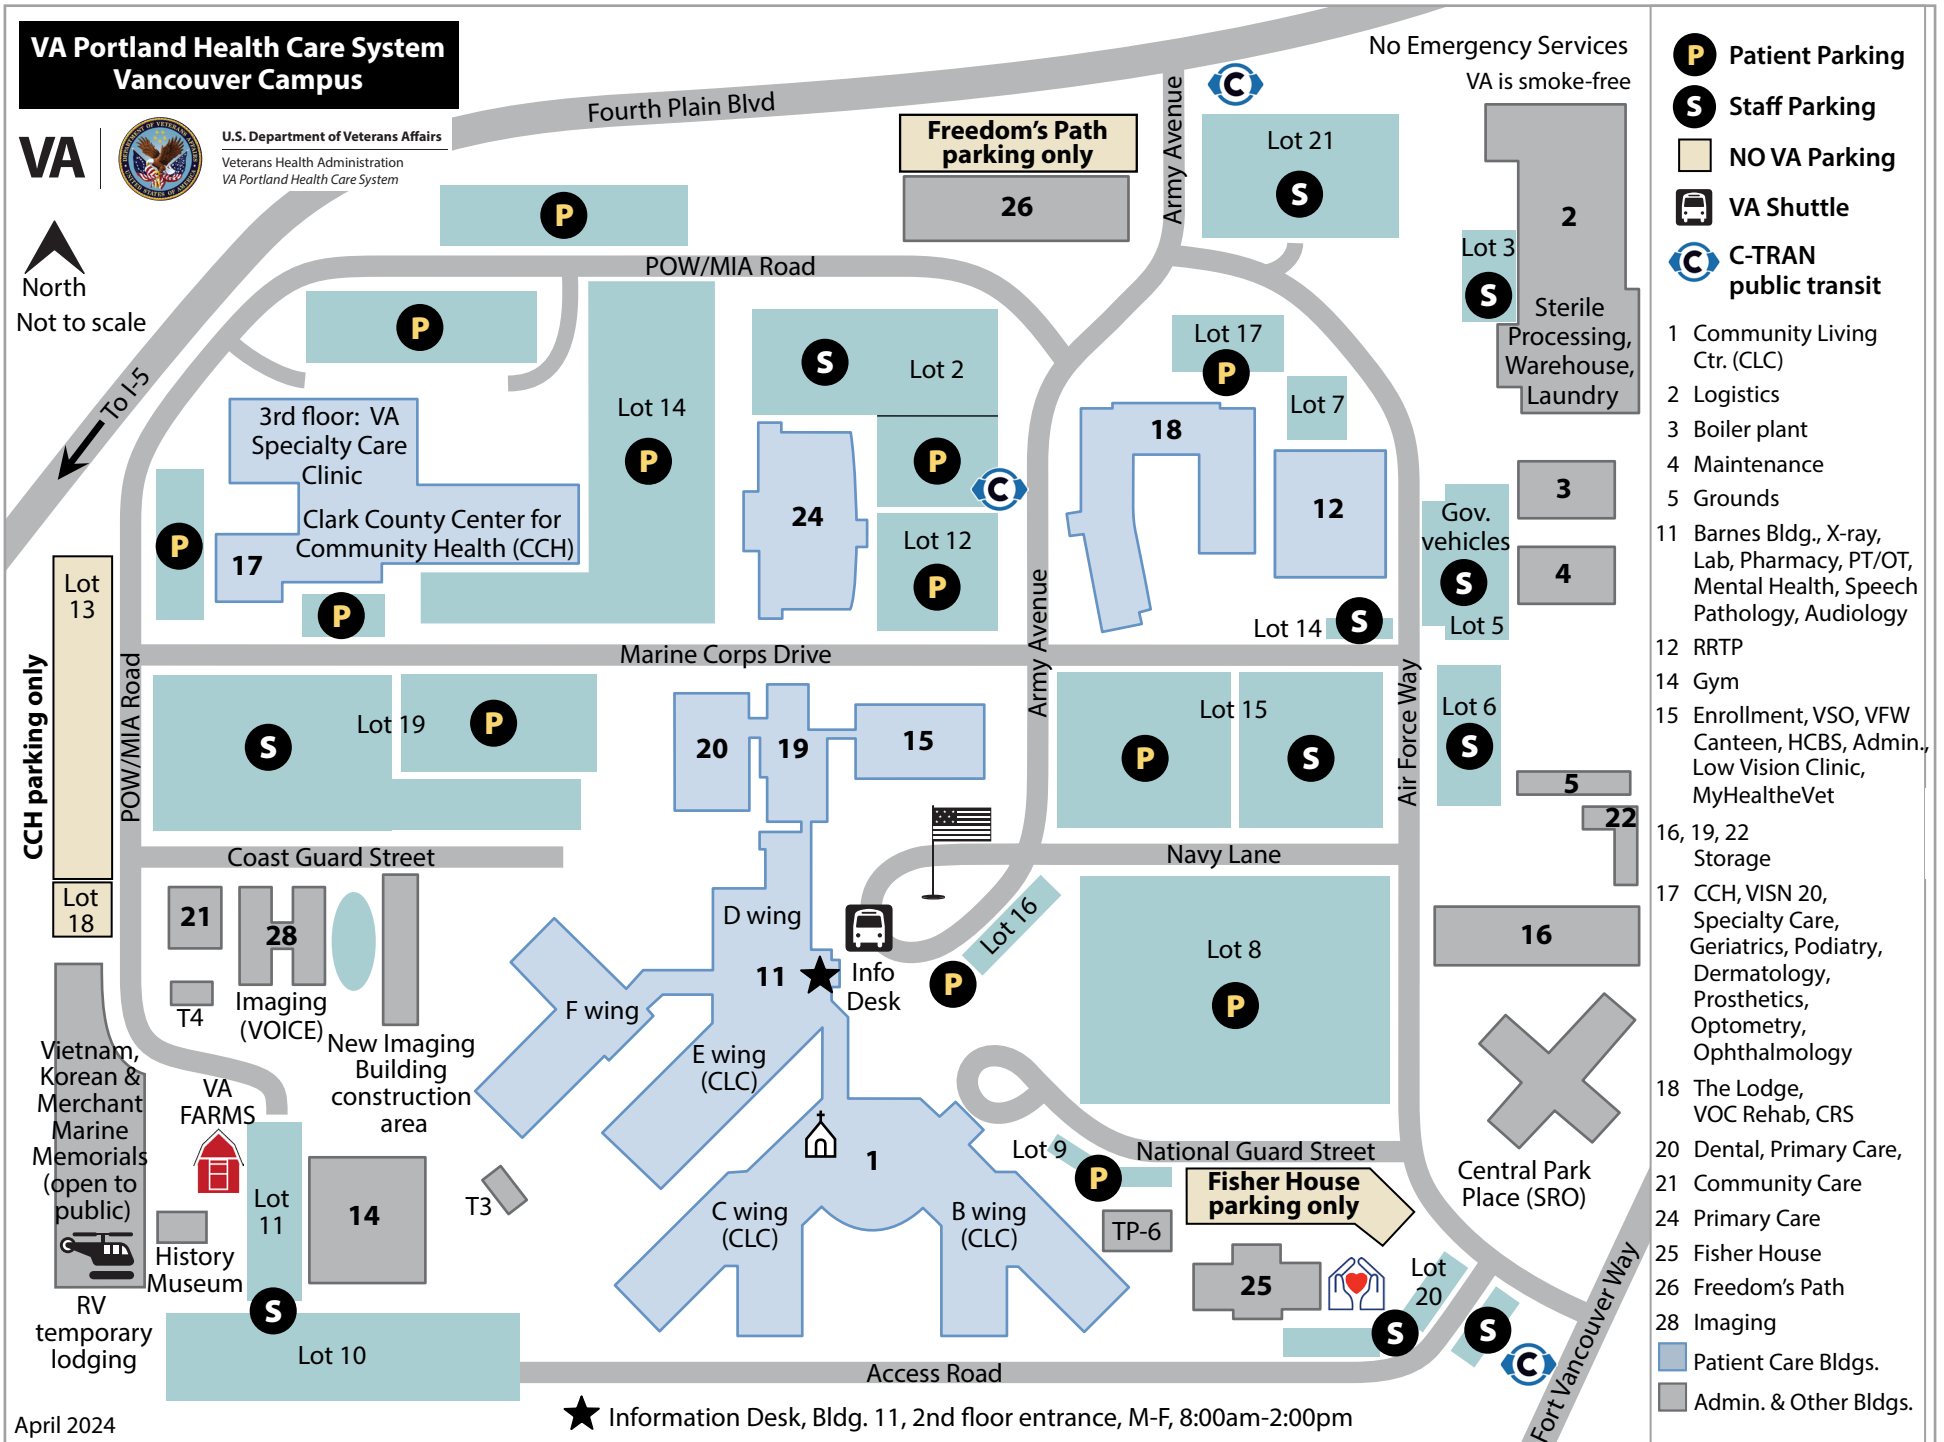 VA Portland Health Care System
Vancouver Campus
VA
U.S. Department of Veterans Affairs
Veterans Health Administration
VA Portland Health Care System
North
Not to scale
To I-5
Fourth Plain Blvd
Freedom's Path
parking only
26
Army Avenue
C
Lot 21
S
No Emergency Services
VA is smoke-free
2
Lot 3
S
Sterile
Processing,
Warehouse,
Laundry
P
POW/MIA Road
P
Lot 14
P
S
Lot 2
P
C
Lot 17
P
Lot 7
18
12
3rd floor: VA
Specialty Care
Clinic
Clark County Center for
Community Health (CCH)
17
P
P
24
Lot 12
P
Army Avenue
Gov.
vehicles
S
Lot 5
3
4
Lot 14
S
Lot
13
CCH parking only
Lot
18
POW/MIA Road
Marine Corps Drive
S
Lot 19
P
20
19
15
Lot 15
P
S
Air Force Way
Lot 6
S
5
22
Coast Guard Street
Navy Lane
21
28
T4
Imaging
(VOICE)
New Imaging
Building
construction
area
D wing
11
Info
Desk
F wing
E wing
(CLC)
Lot 16
P
Lot 8
P
16
Vietnam,
Korean &
Merchant
Marine
Memorials
(open to
public)
VA
FARMS
Lot
11
14
T3
History
Museum
RV
temporary
lodging
S
Lot 10
1
C wing
(CLC)
B wing
(CLC)
Lot 9
P
National Guard Street
Fisher House
parking only
TP-6
25
Central Park
Place (SRO)
Lot
20
S
S
C
Fort Vancouver Way
Access Road
Information Desk, Bldg. 11, 2nd floor entrance, M-F, 8:00am-2:00pm
April 2024
P Patient Parking
S Staff Parking
NO VA Parking
VA Shuttle
C C-TRAN
public transit
1 Community Living
Ctr. (CLC)
2 Logistics
3 Boiler plant
4 Maintenance
5 Grounds
11 Barnes Bldg., X-ray,
Lab, Pharmacy, PT/OT,
Mental Health, Speech
Pathology, Audiology
12 RRTP
14 Gym
15 Enrollment, VSO, VFW
Canteen, HCBS, Admin.,
Low Vision Clinic,
MyHealtheVet
16, 19, 22
Storage
17 CCH, VISN 20,
Specialty Care,
Geriatrics, Podiatry,
Dermatology,
Prosthetics,
Optometry,
Ophthalmology
18 The Lodge,
VOC Rehab, CRS
20 Dental, Primary Care,
21 Community Care
24 Primary Care
25 Fisher House
26 Freedom's Path
28 Imaging
Patient Care Bldgs.
Admin. & Other Bldgs.